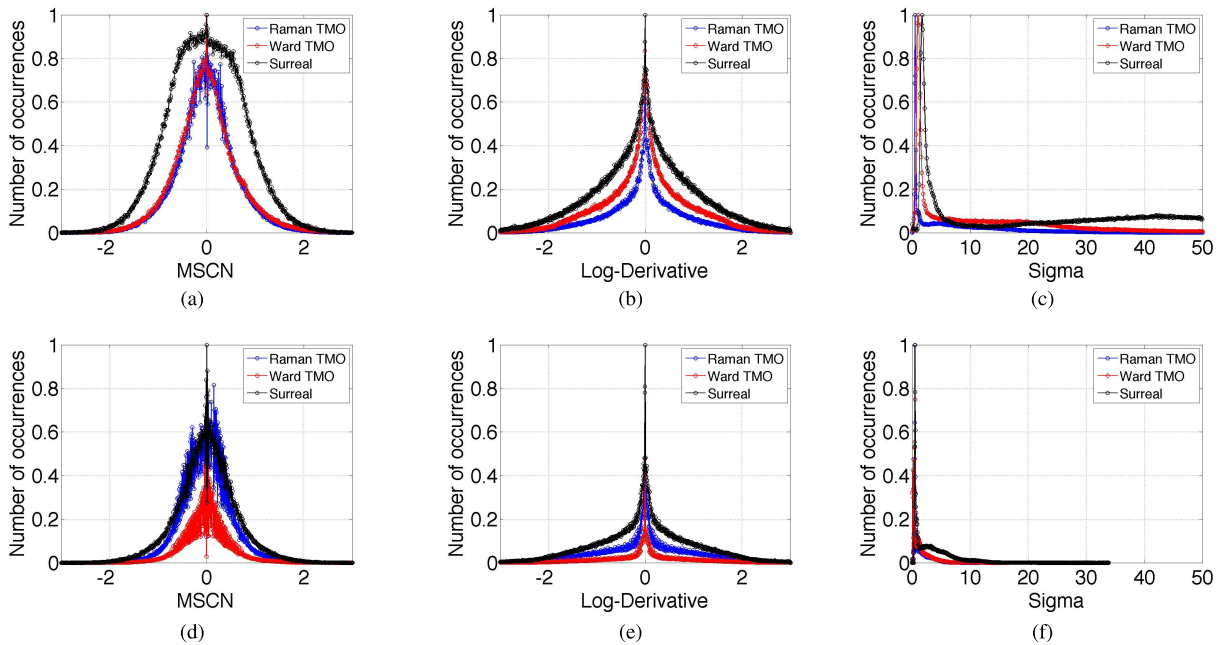 Number of occurrences
1
0.8
0.6
0.4
0.2
0
-2 0 2
MSCN
Raman TMO
Ward TMO
Surreal
(a)
Number of occurrences
1
0.8
0.6
0.4
0.2
0
-2 0 2
Log-Derivative
Raman TMO
Ward TMO
Surreal
(b)
Number of occurrences
1
0.8
0.6
0.4
0.2
0
0 10 20 30 40 50
Sigma
Raman TMO
Ward TMO
Surreal
(c)
Number of occurrences
1
0.8
0.6
0.4
0.2
0
-2 0 2
MSCN
Raman TMO
Ward TMO
Surreal
(d)
Number of occurrences
1
0.8
0.6
0.4
0.2
0
-2 0 2
Log-Derivative
Raman TMO
Ward TMO
Surreal
(e)
Number of occurrences
1
0.8
0.6
0.4
0.2
0
0 10 20 30 40 50
Sigma
Raman TMO
Ward TMO
Surreal
(f)